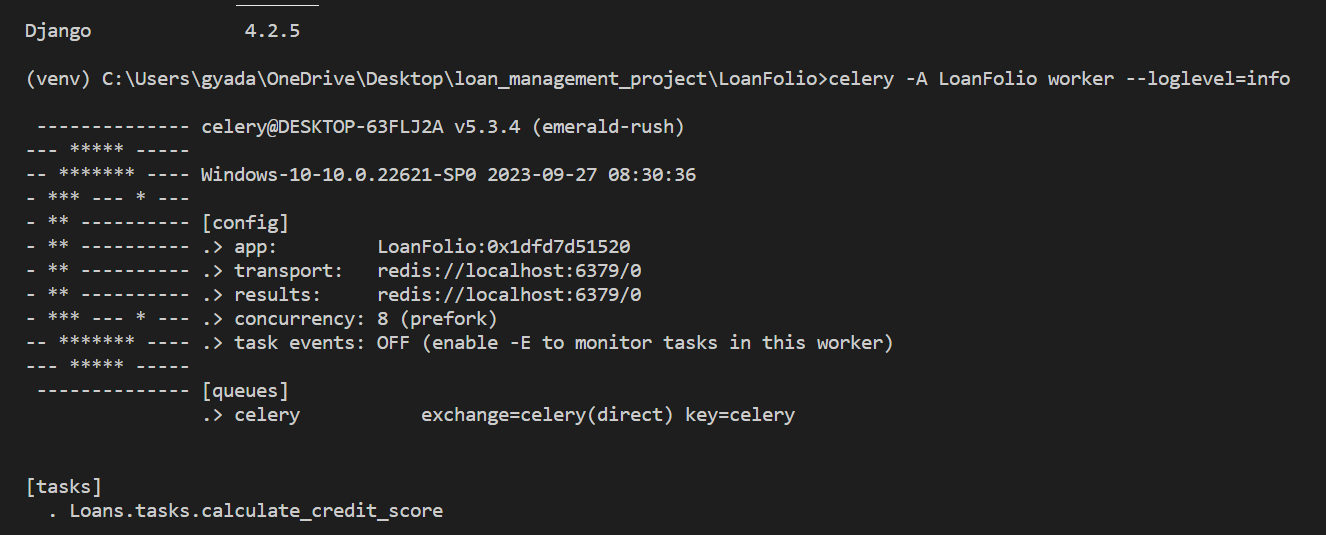 Django              4.2.5
(venv) C:\Users\gyada\OneDrive\Desktop\loan_management_project\LoanFolio>celery -A LoanFolio worker --loglevel=info
 -------------- celery@DESKTOP-63FLJ2A v5.3.4 (emerald-rush)
--- ***** -----
-- ******* ---- Windows-10-10.0.22621-SP0 2023-09-27 08:30:36
- *** --- * ---
- ** ---------- [config]
- ** ---------- .> app:         LoanFolio:0x1dfd7d51520
- ** ---------- .> transport:   redis://localhost:6379/0
- ** ---------- .> results:     redis://localhost:6379/0
- *** --- * --- .> concurrency: 8 (prefork)
-- ******* ---- .> task events: OFF (enable -E to monitor tasks in this worker)
--- ***** -----
 -------------- [queues]
                .> celery           exchange=celery(direct) key=celery
[tasks]
  . Loans.tasks.calculate_credit_score